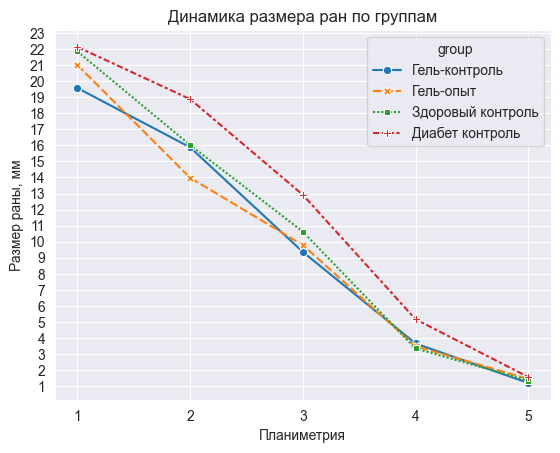 Динамика размера ран по группам
23
22
21
20
19
18
17
16
15
14
13
12
11
10
9
8
7
6
5
4
3
2
1
Размер раны, мм
group
Гель-контроль
Гель-опыт
Здоровый контроль
Диабет контроль
1 2 3 4 5
Планиметрия